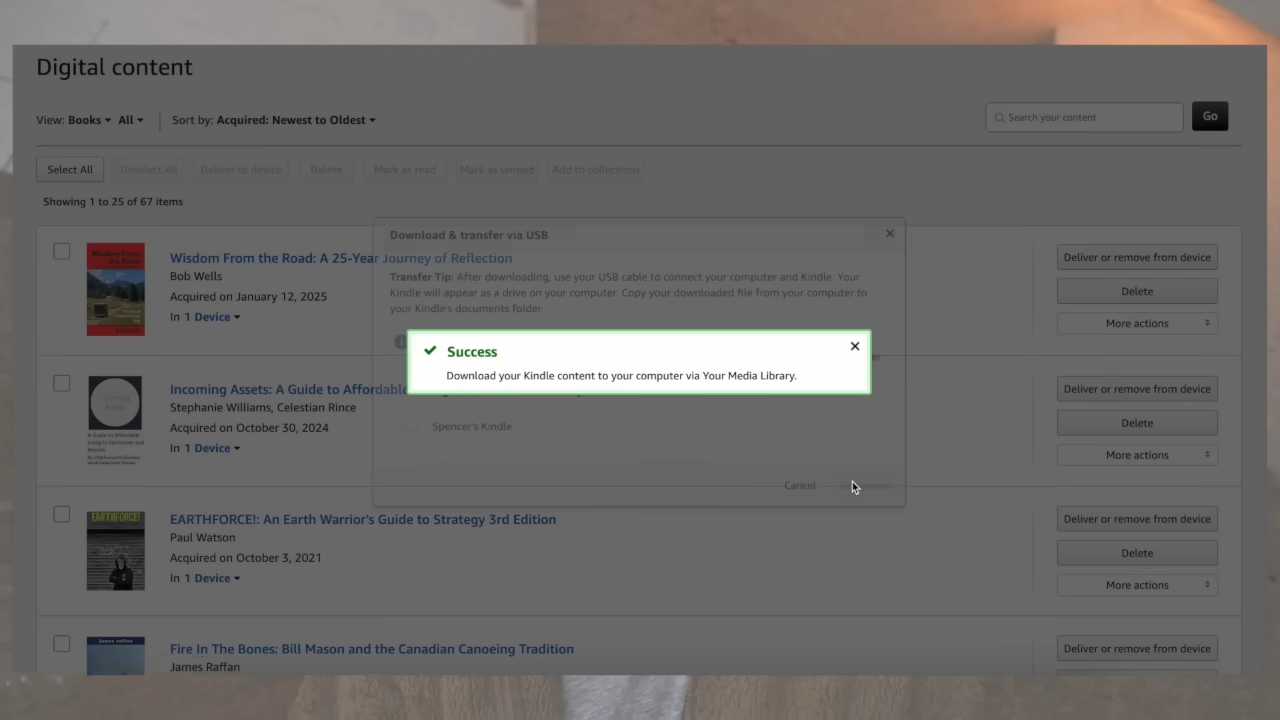 Digital content
View: Books All Sort by: Acquired: Newest to Oldest
Search your content
Go
Select All Deselect All Deliver to device Delete Mark as read Mark as unread Add to collections
Showing 1 to 25 of 67 items
Download & transfer via USB
Transfer Tip: After downloading, use your USB cable to connect your computer and Kindle. Your
Kindle will appear as a drive on your computer. Copy your downloaded file from your computer to
your Kindle's documents folder.
Success
Download your Kindle content to your computer via Your Media Library.
Spencer's Kindle
Cancel
Wisdom From the Road: A 25-Year Journey of Reflection
Bob Wells
Acquired on January 12, 2025
In 1 Device
Deliver or remove from device
Delete
More actions
Incoming Assets: A Guide to Affordable
Stephanie Williams, Celestian Rince
Acquired on October 30, 2024
In 1 Device
Deliver or remove from device
Delete
More actions
EARTHFORCE!
EARTHFORCE!: An Earth Warrior's Guide to Strategy 3rd Edition
Paul Watson
Acquired on October 3, 2021
In 1 Device
Deliver or remove from device
Delete
More actions
james raffan
Fire In The Bones: Bill Mason and the Canadian Canoeing Tradition
James Raffan
Deliver or remove from device